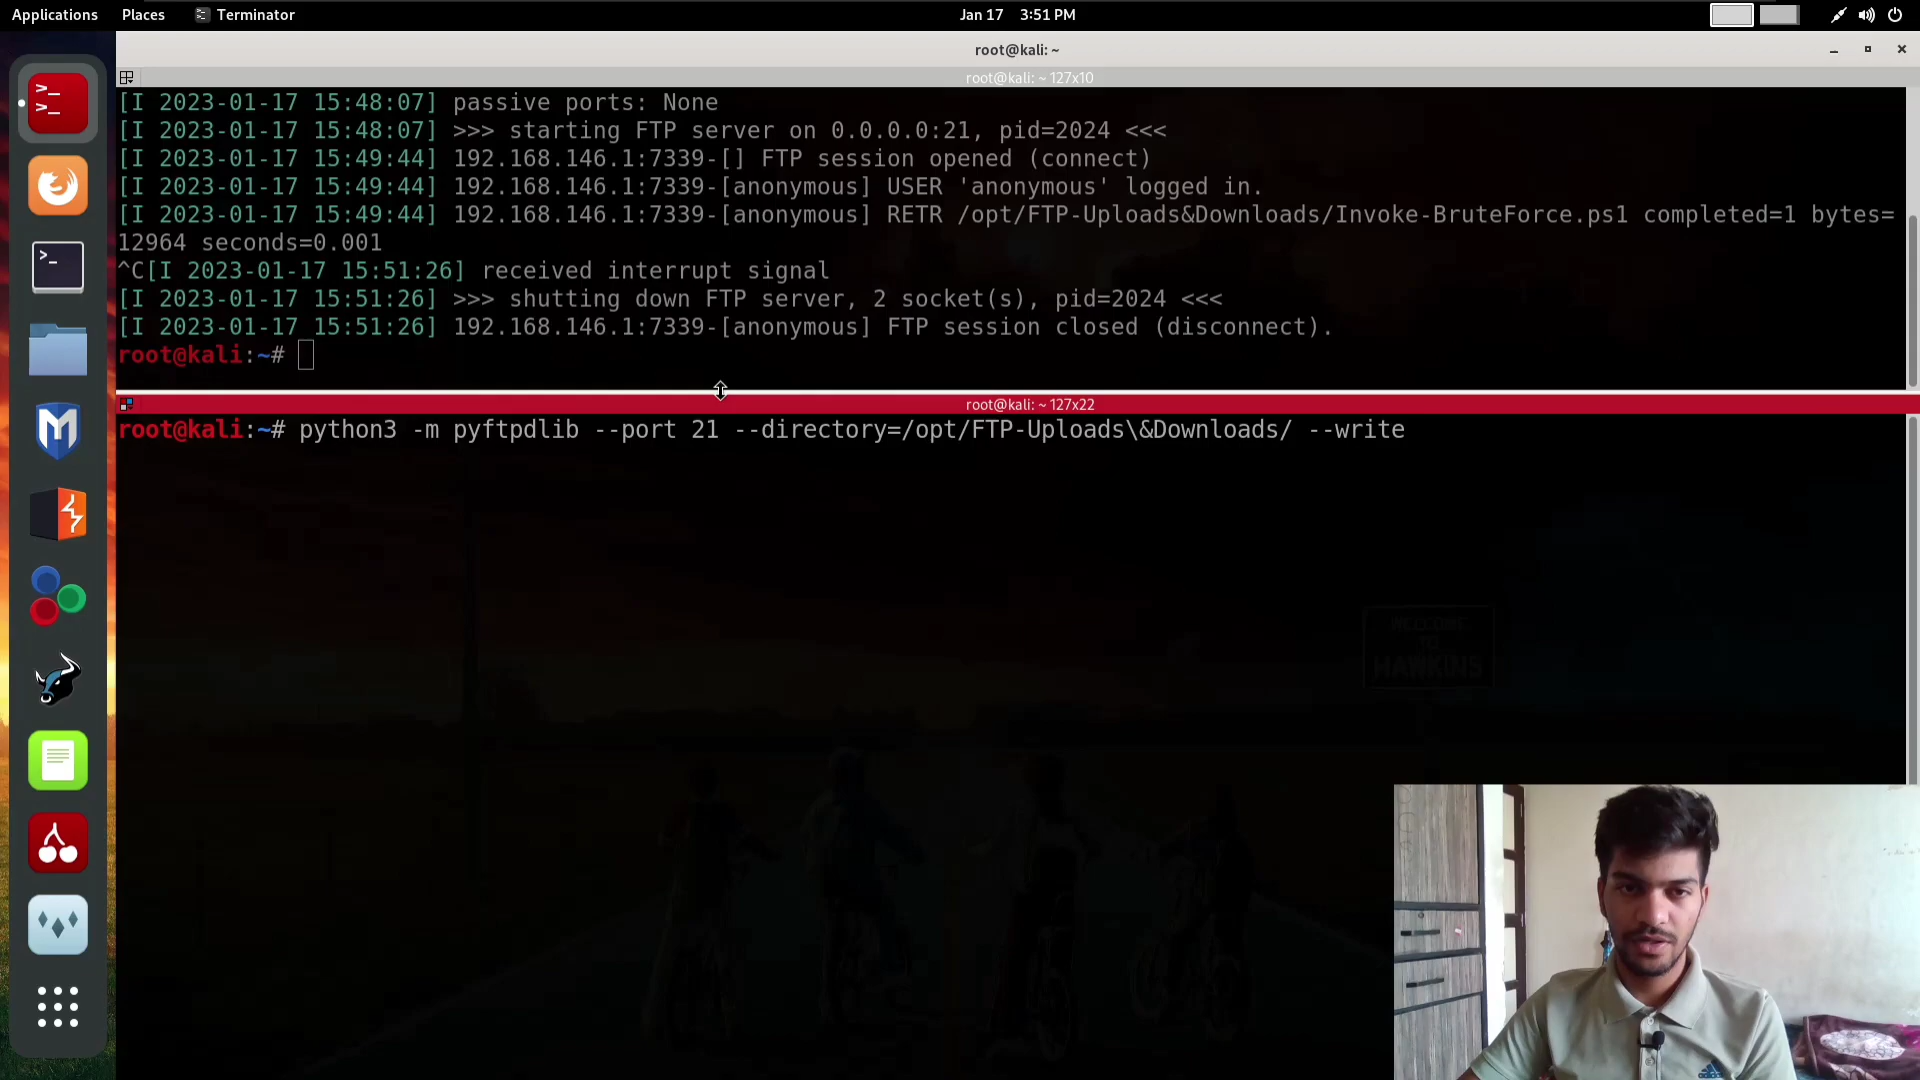 Applications Places Terminator Jan 17 3:51 PM
root@kali: ~
root@kali: ~ 127x10
[I 2023-01-17 15:48:07] passive ports: None
[I 2023-01-17 15:48:07] >>> starting FTP server on 0.0.0.0:21, pid=2024 <<<
[I 2023-01-17 15:49:44] 192.168.146.1:7339-[] FTP session opened (connect)
[I 2023-01-17 15:49:44] 192.168.146.1:7339-[anonymous] USER 'anonymous' logged in.
[I 2023-01-17 15:49:44] 192.168.146.1:7339-[anonymous] RETR /opt/FTP-Uploads&Downloads/Invoke-BruteForce.ps1 completed=1 bytes=
12964 seconds=0.001
^C[I 2023-01-17 15:51:26] received interrupt signal
[I 2023-01-17 15:51:26] >>> shutting down FTP server, 2 socket(s), pid=2024 <<<
[I 2023-01-17 15:51:26] 192.168.146.1:7339-[anonymous] FTP session closed (disconnect).
root@kali:~#
root@kali: ~ 127x22
root@kali:~# python3 -m pyftpdlib --port 21 --directory=/opt/FTP-Uploads\&Downloads/ --write
WELCOME
TO
HAWKINS